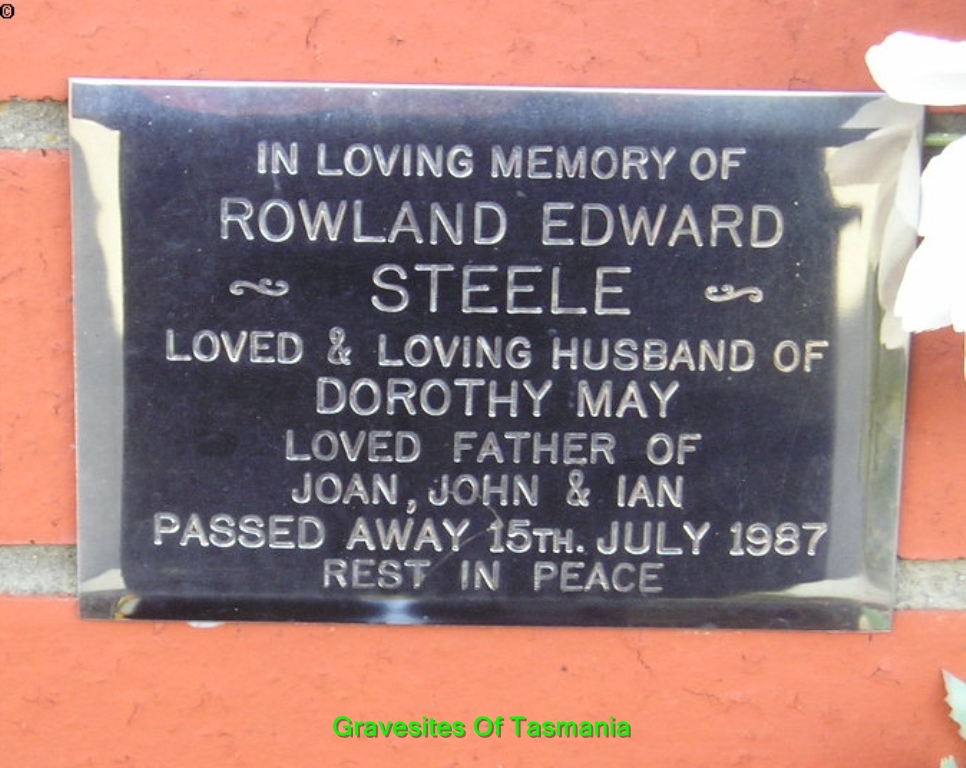 ©
IN LOVING MEMORY OF
ROWLAND EDWARD
STEELE
LOVED & LOVING HUSBAND OF
DOROTHY MAY
LOVED FATHER OF
JOAN, JOHN & IAN
PASSED AWAY 15TH. JULY 1987
REST IN PEACE
Gravesites Of Tasmania